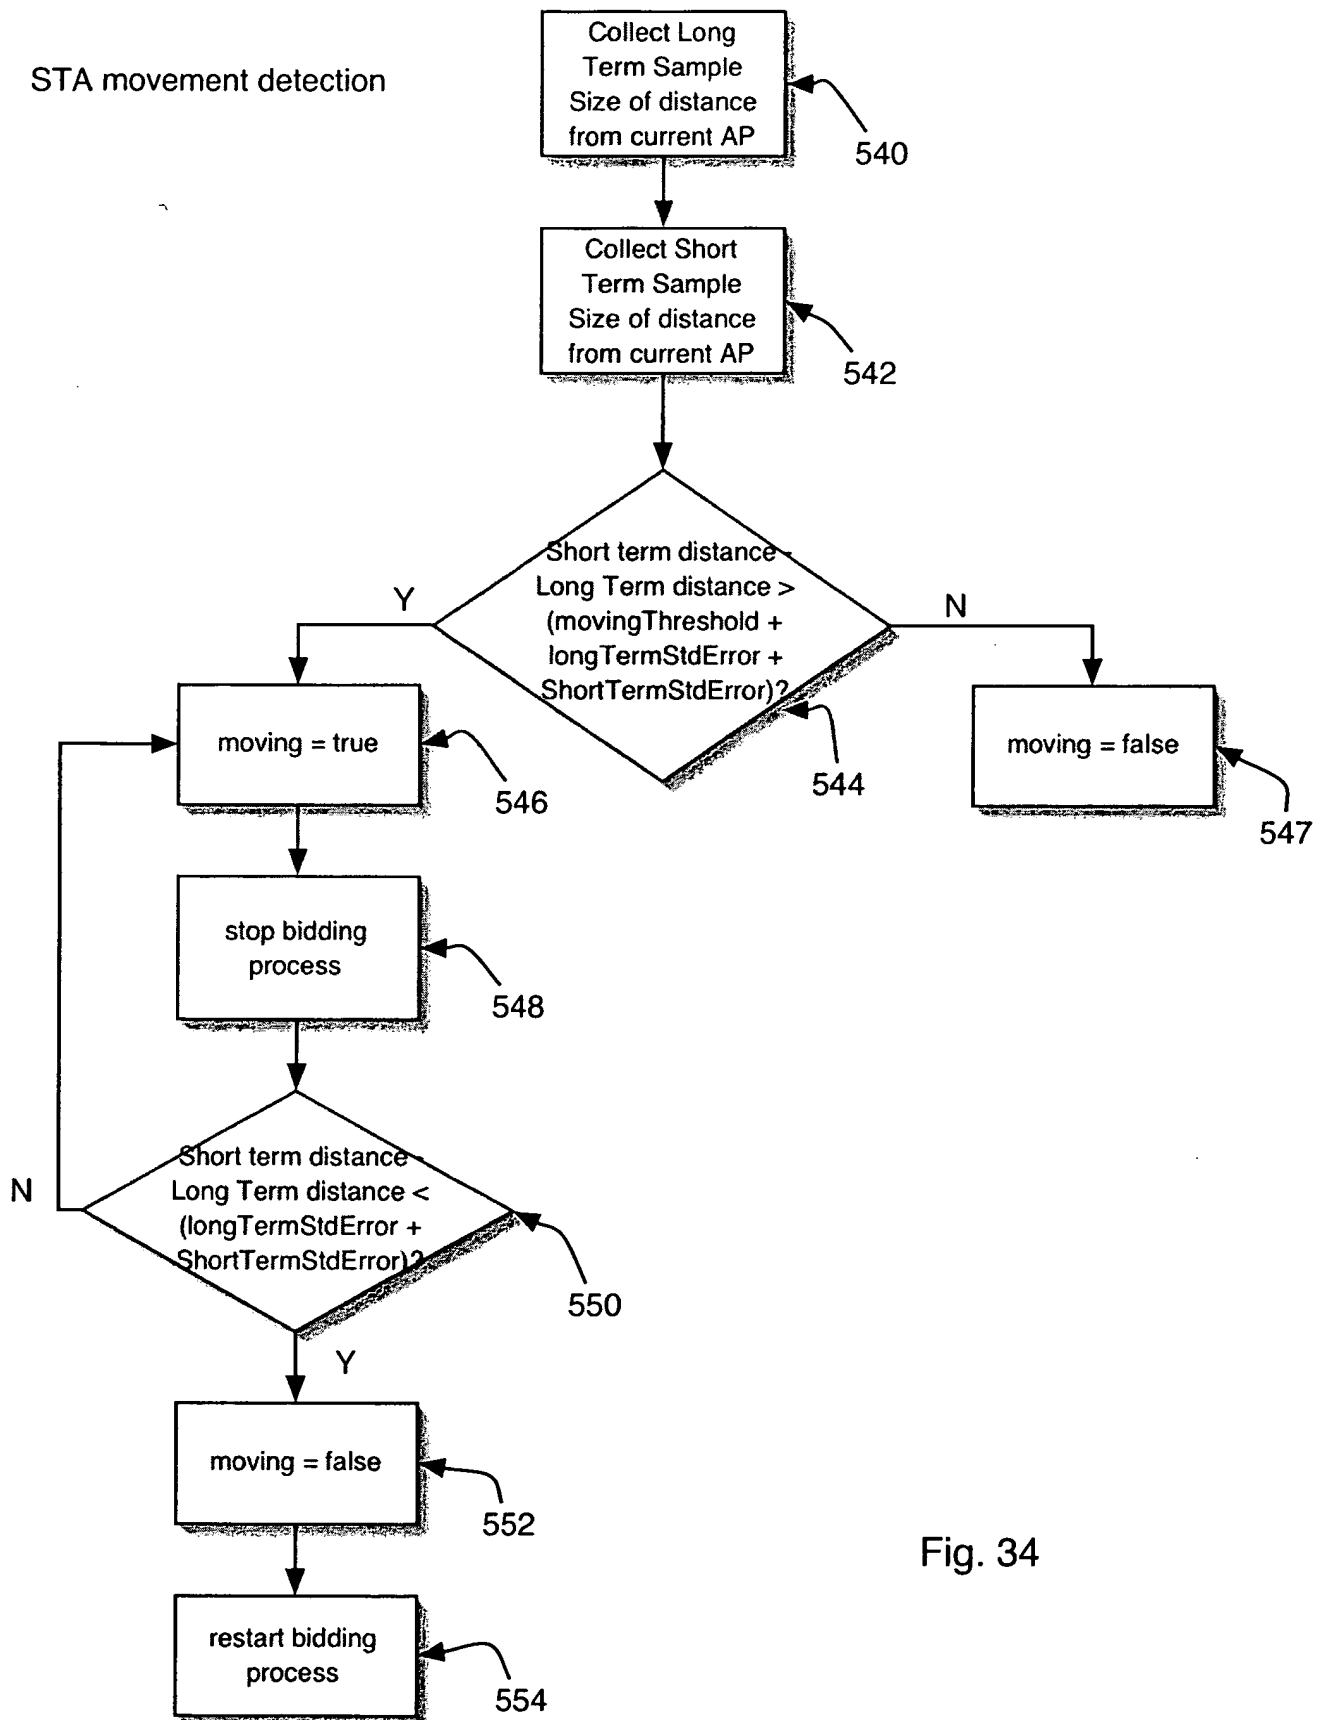 STA movement detection
Collect Long
Term Sample
Size of distance
from current AP
540
Collect Short
Term Sample
Size of distance
from current AP
542
Short term distance -
Long Term distance >
(movingThreshold +
longTermStdError +
ShortTermStdError)?
544
Y
N
moving = true
546
moving = false
547
stop bidding
process
548
Short term distance -
Long Term distance <
(longTermStdError +
ShortTermStdError)?
550
N
Y
moving = false
552
restart bidding
process
554
Fig. 34